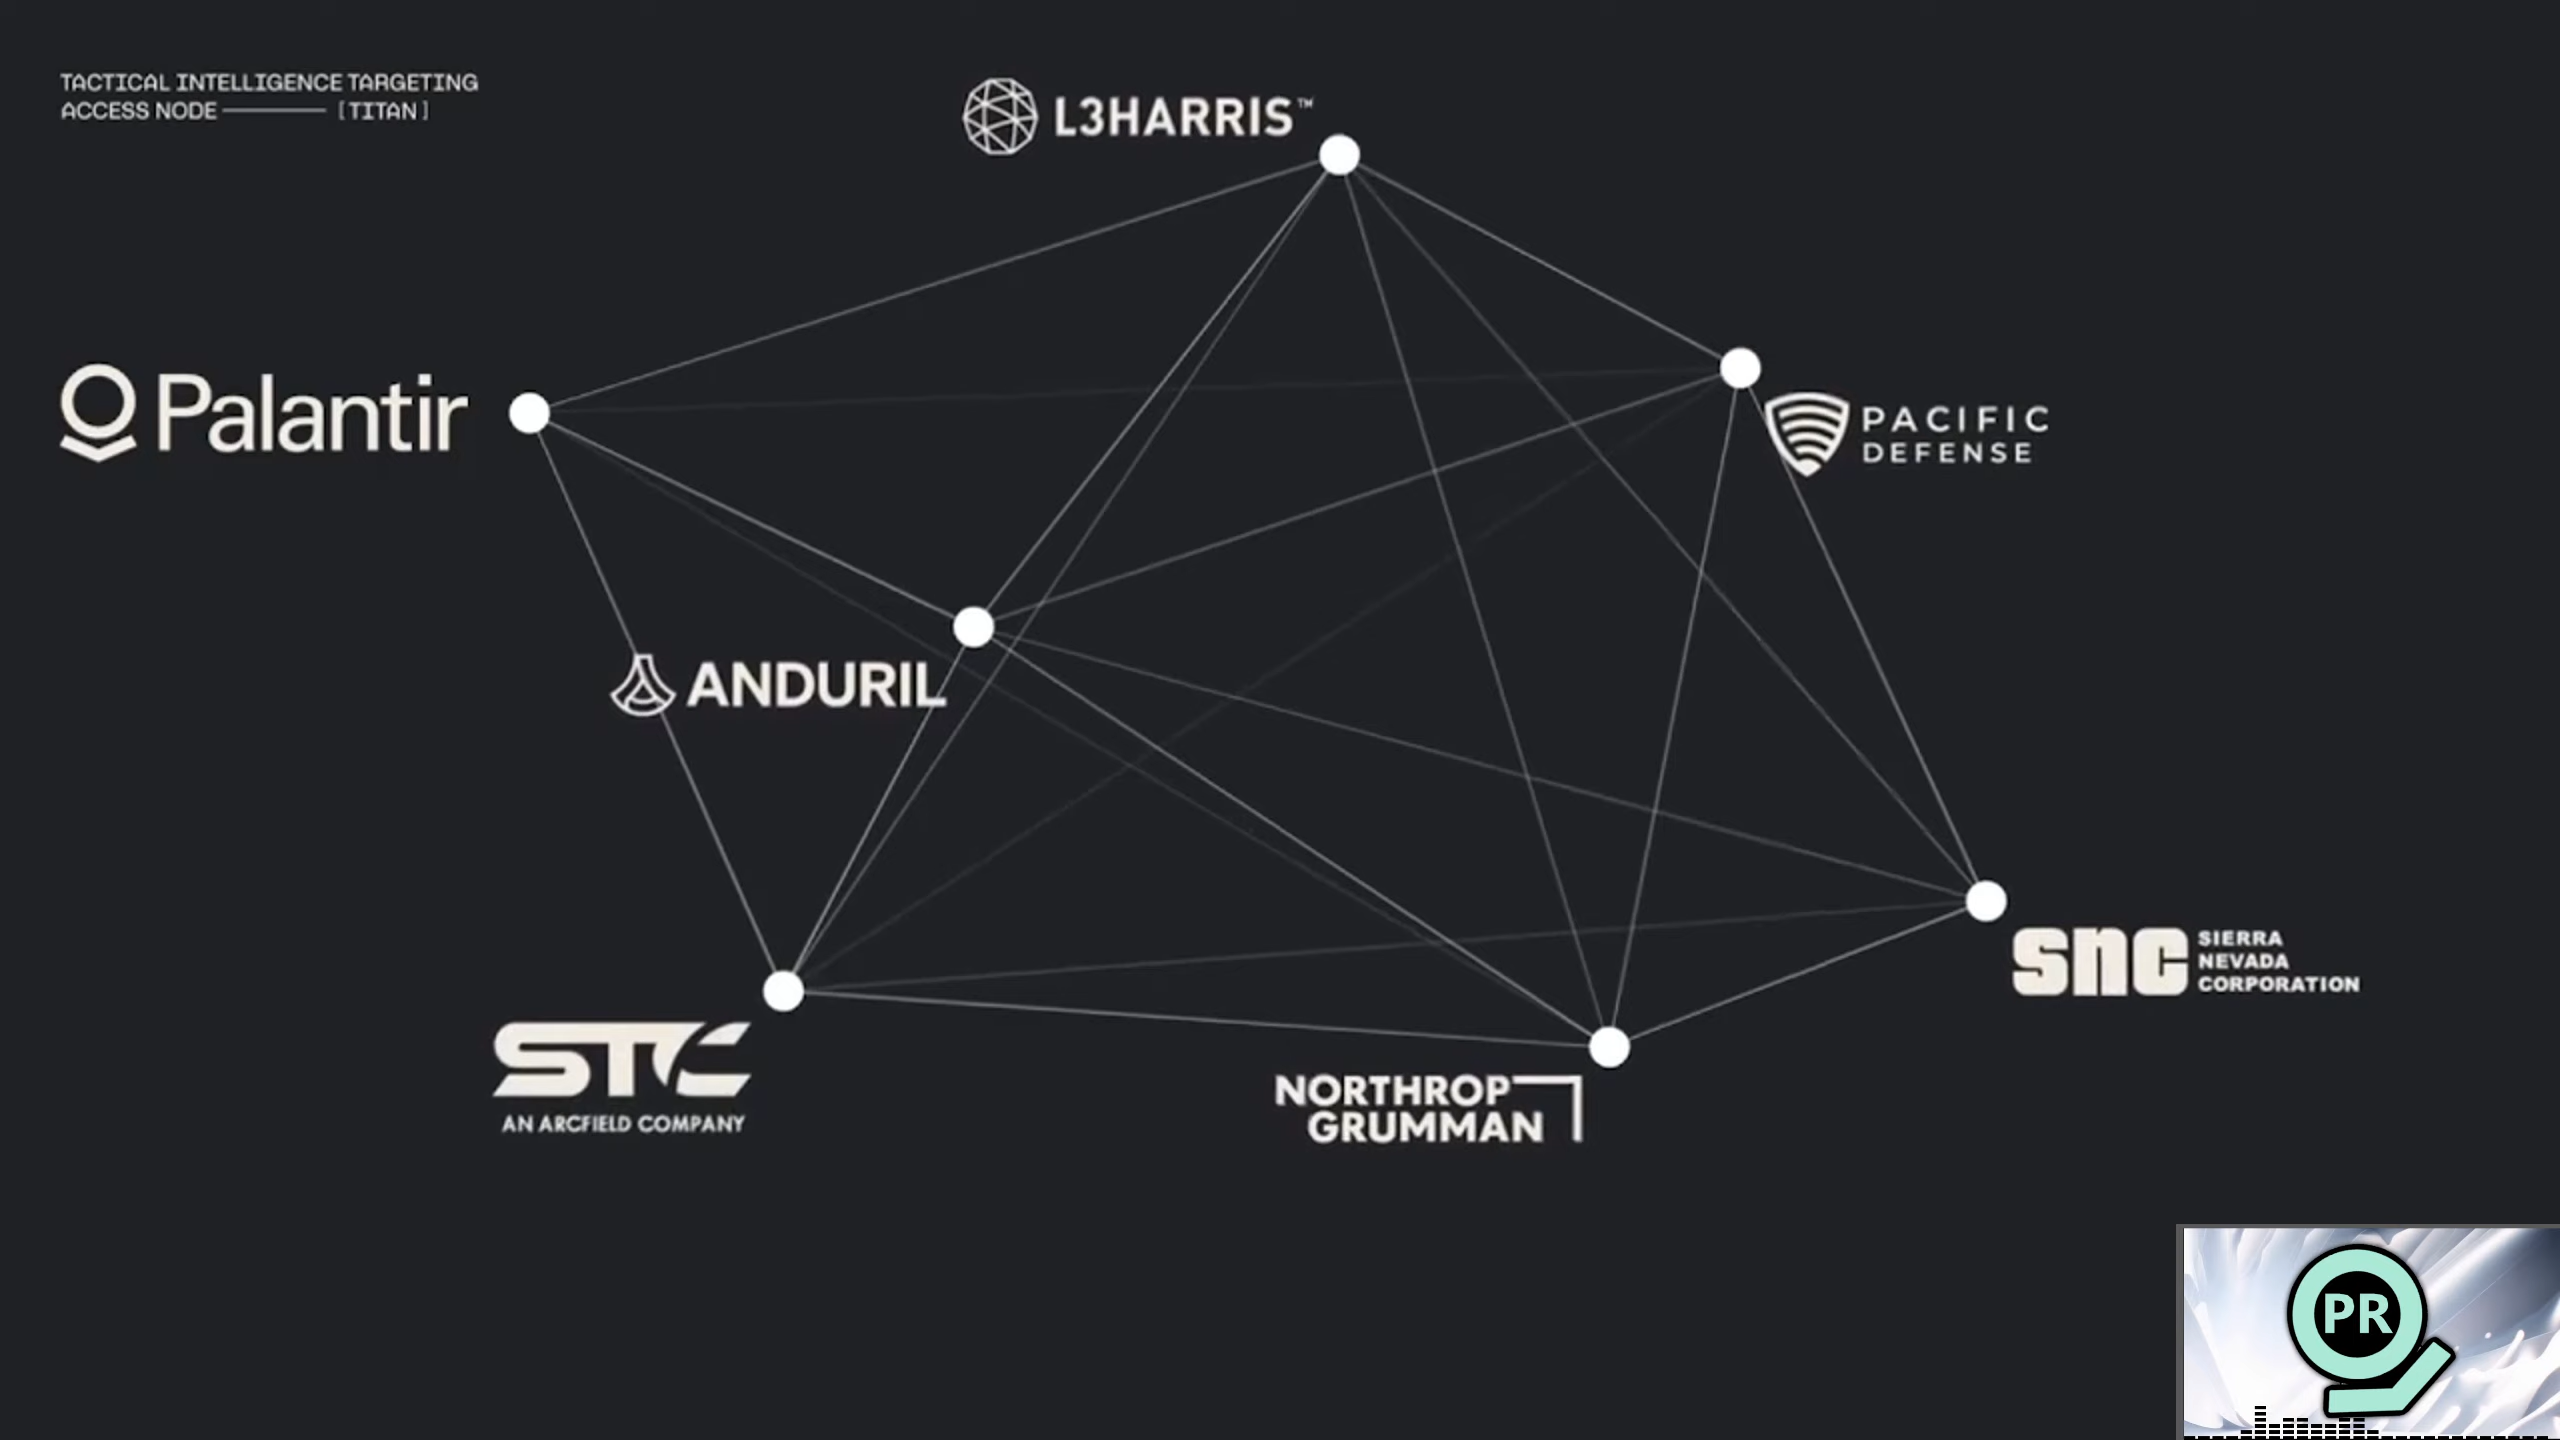 TACTICAL INTELLIGENCE TARGETING
ACCESS NODE [TITAN]
L3HARRIS™
Palantir
PACIFIC
DEFENSE
ANDURIL
snc SIERRA
NEVADA
CORPORATION
STC
AN ARCFIELD COMPANY
NORTHROP
GRUMMAN
PR